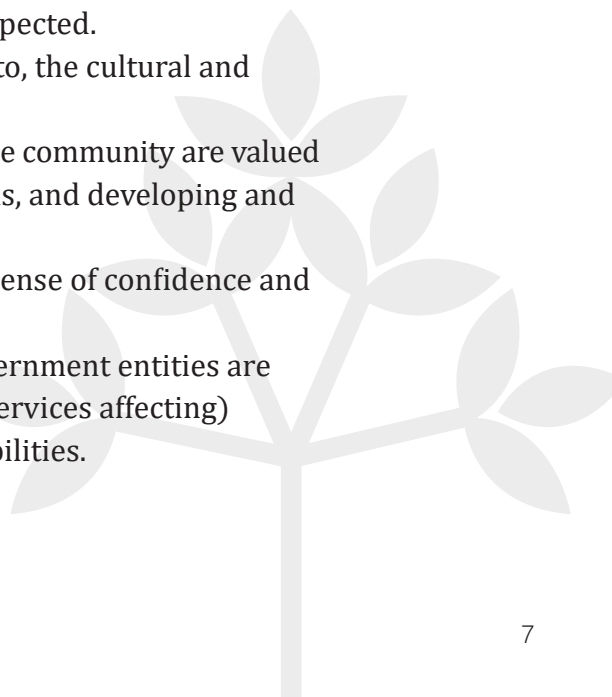 pected.
to, the cultural and
e community are valued
s, and developing and
ense of confidence and
ernment entities are
ervices affecting)
ilities.
7